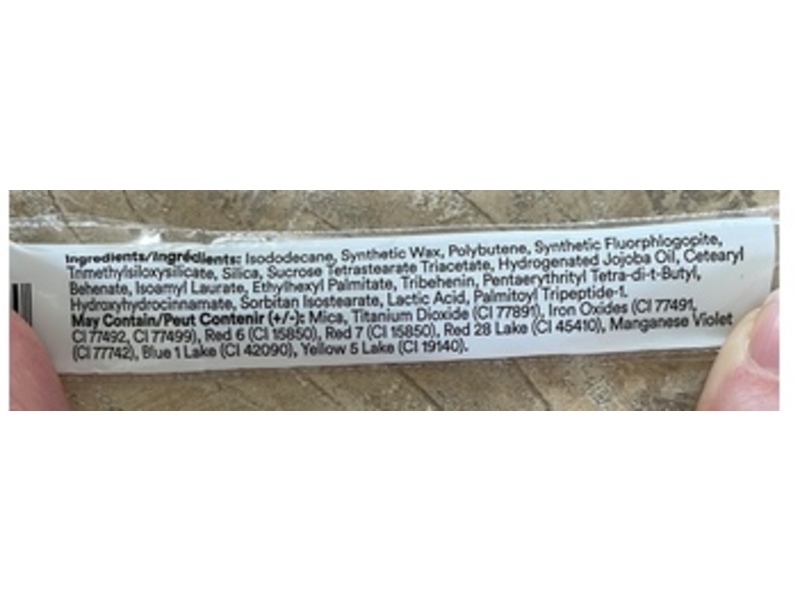 Ingredients/Ingrédients: Isododecane, Synthetic Wax, Polybutene, Synthetic Fluorphlogopite,
Trimethylsiloxysilicate, Silica, Sucrose Tetrastearate Triacetate, Hydrogenated Jojoba Oil, Cetearyl
Behenate, Isoamyl Laurate, Ethylhexyl Palmitate, Tribehenin, Pentaerythrityl Tetra-di-t-Butyl,
Hydroxyhydrocinnamate, Sorbitan Isostearate, Lactic Acid, Palmitoyl Tripeptide-1.
May Contain/Peut Contenir (+/-): Mica, Titanium Dioxide (CI 77891), Iron Oxides (CI 77491,
CI 77492, CI 77499), Red 6 (CI 15850), Red 7 (CI 15850), Red 28 Lake (CI 45410), Manganese Violet
(CI 77742), Blue 1 Lake (CI 42090), Yellow 5 Lake (CI 19140).